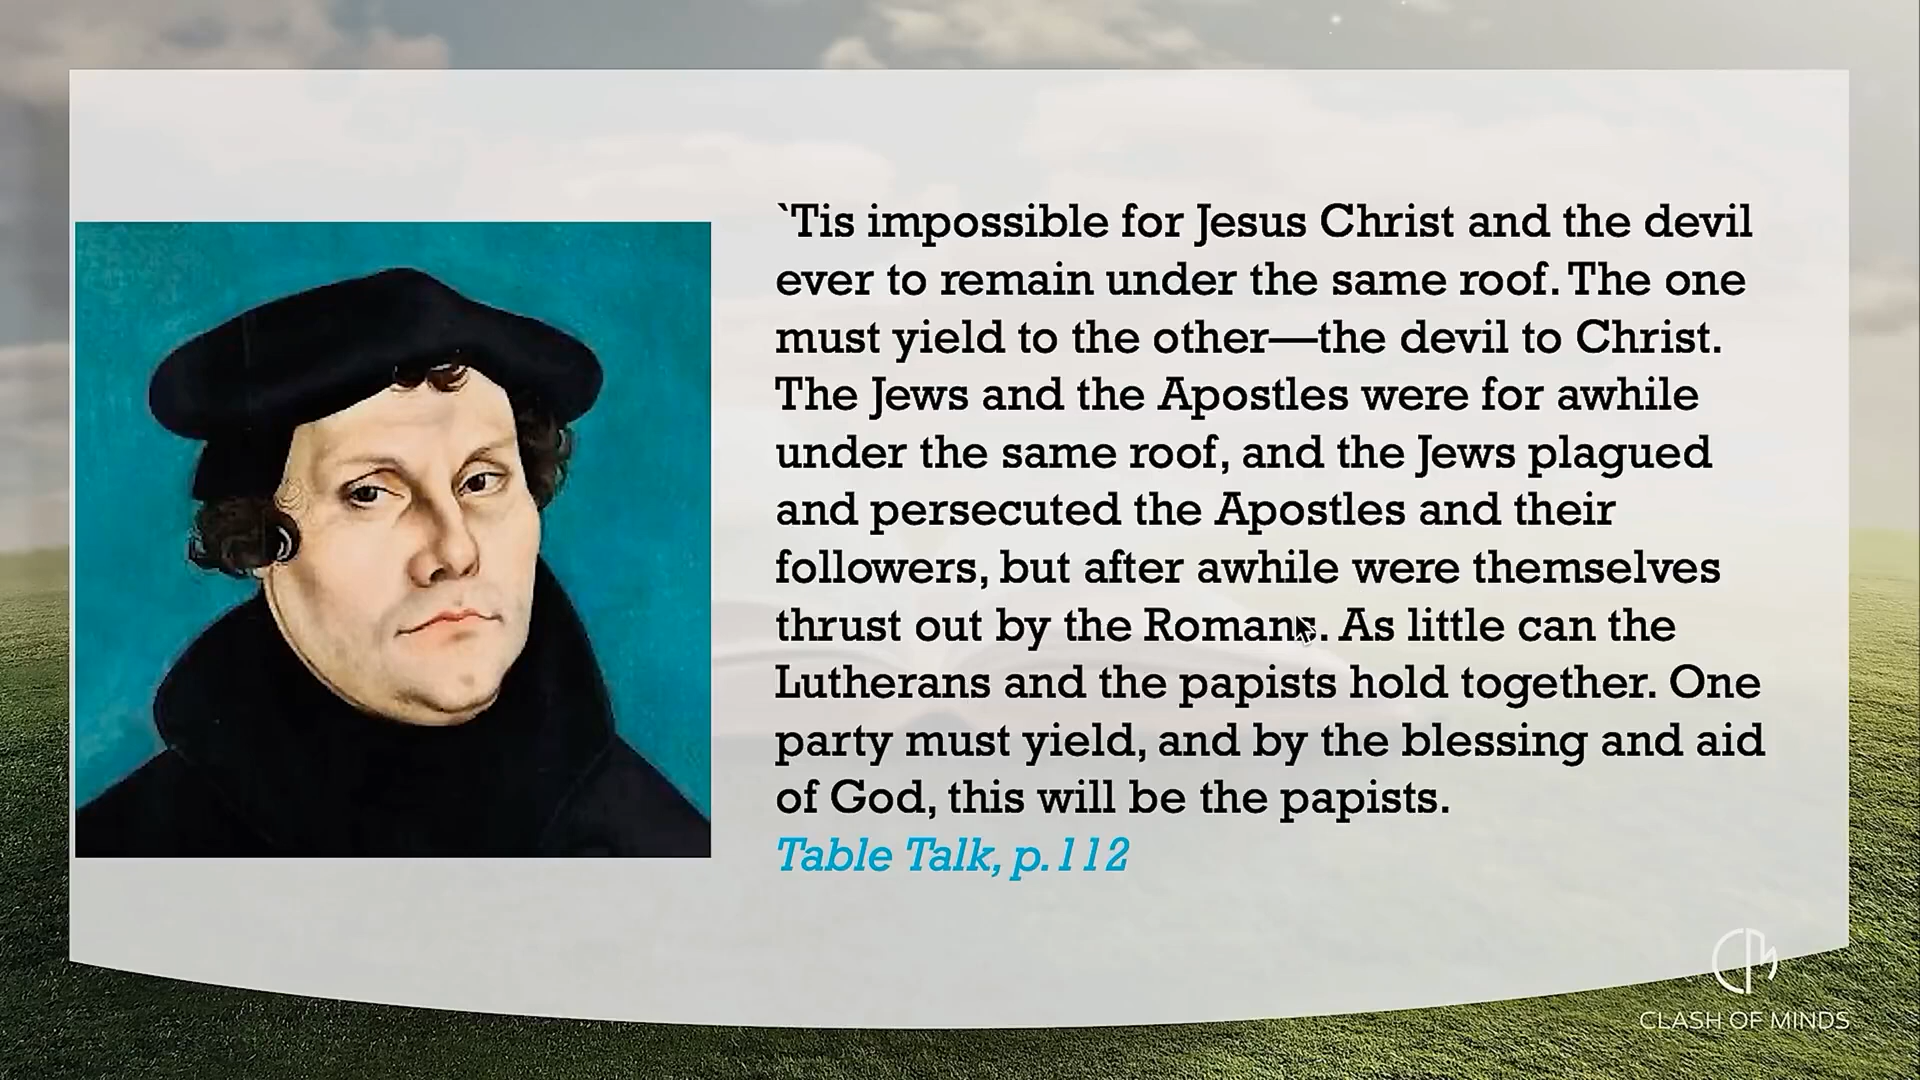 `Tis impossible for Jesus Christ and the devil
ever to remain under the same roof. The one
must yield to the other—the devil to Christ.
The Jews and the Apostles were for awhile
under the same roof, and the Jews plagued
and persecuted the Apostles and their
followers, but after awhile were themselves
thrust out by the Romans. As little can the
Lutherans and the papists hold together. One
party must yield, and by the blessing and aid
of God, this will be the papists.
Table Talk, p.112
CLASH OF MINDS